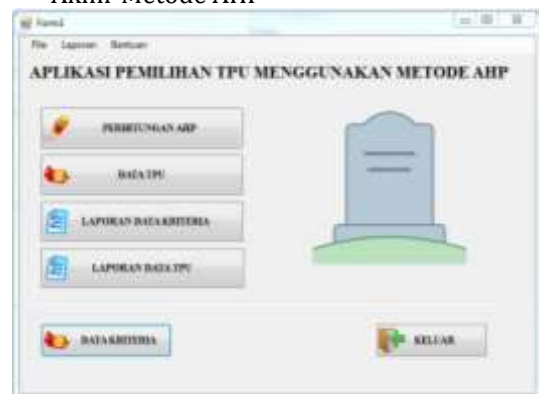 Akhir Metode AHP
Form1
File Laporan Bantuan
APLIKASI PEMILIHAN TPU MENGGUNAKAN METODE AHP
PERHITUNGAN AHP
DATA TPU
LAPORAN DATA KRITERIA
LAPORAN DATA TPU
DATA KRITERIA
KELUAR